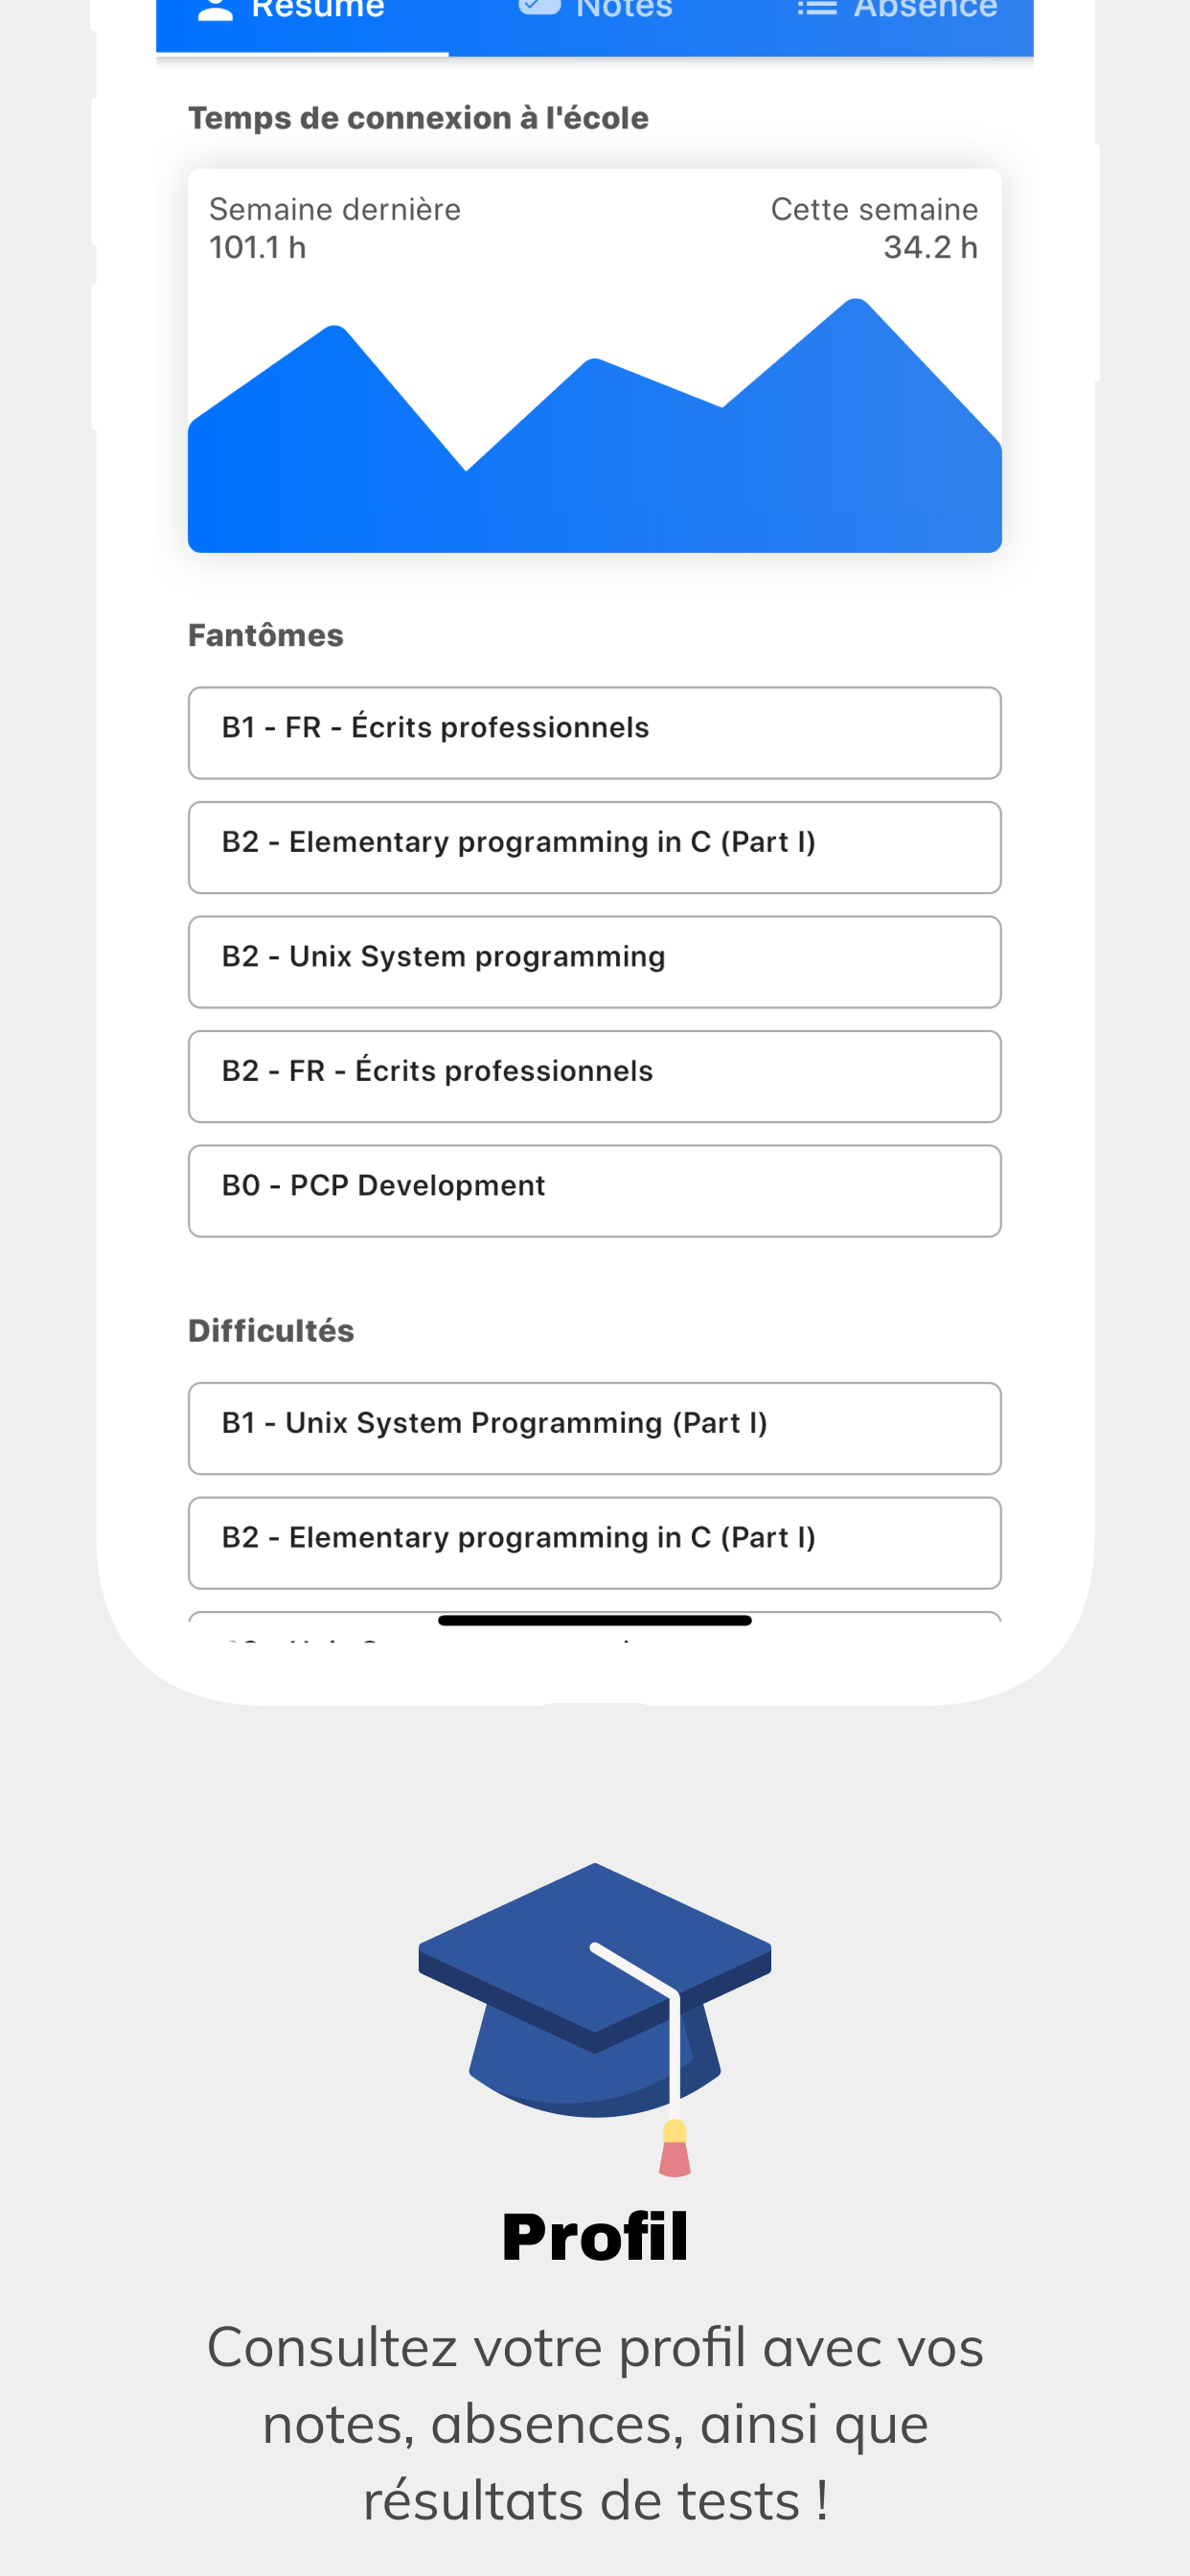 Résumé
Notes
Absence
Temps de connexion à l'école
Semaine dernière
Cette semaine
101.1 h
34.2 h
Fantômes
B1 - FR - Écrits professionnels
B2 - Elementary programming in C (Part I)
B2 - Unix System programming
B2 - FR - Écrits professionnels
B0 - PCP Development
Difficultés
B1 - Unix System Programming (Part I)
B2 - Elementary programming in C (Part I)
Profil
Consultez votre profil avec vos
notes, absences, ainsi que
résultats de tests !